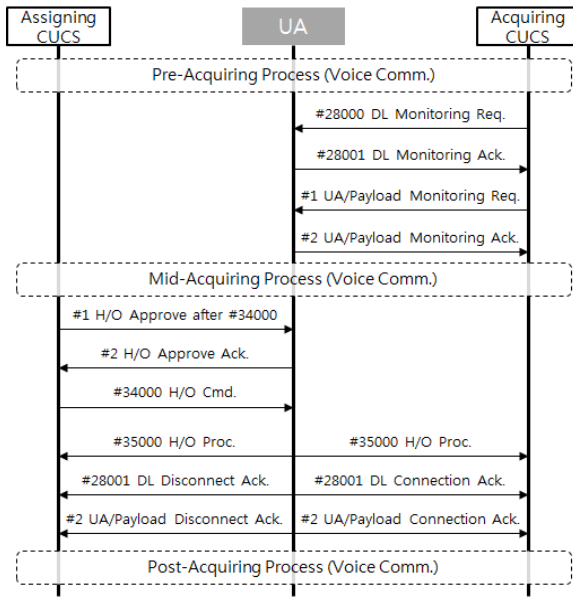 Assigning
CUCS
UA
Acquiring
CUCS
Pre-Acquiring Process (Voice Comm.)
#28000 DL Monitoring Req.
#28001 DL Monitoring Ack.
#1 UA/Payload Monitoring Req.
#2 UA/Payload Monitoring Ack.
Mid-Acquiring Process (Voice Comm.)
#1 H/O Approve after #34000
#2 H/O Approve Ack.
#34000 H/O Cmd.
#35000 H/O Proc.
#35000 H/O Proc.
#28001 DL Disconnect Ack.
#28001 DL Connection Ack.
#2 UA/Payload Disconnect Ack.
#2 UA/Payload Connection Ack.
Post-Acquiring Process (Voice Comm.)